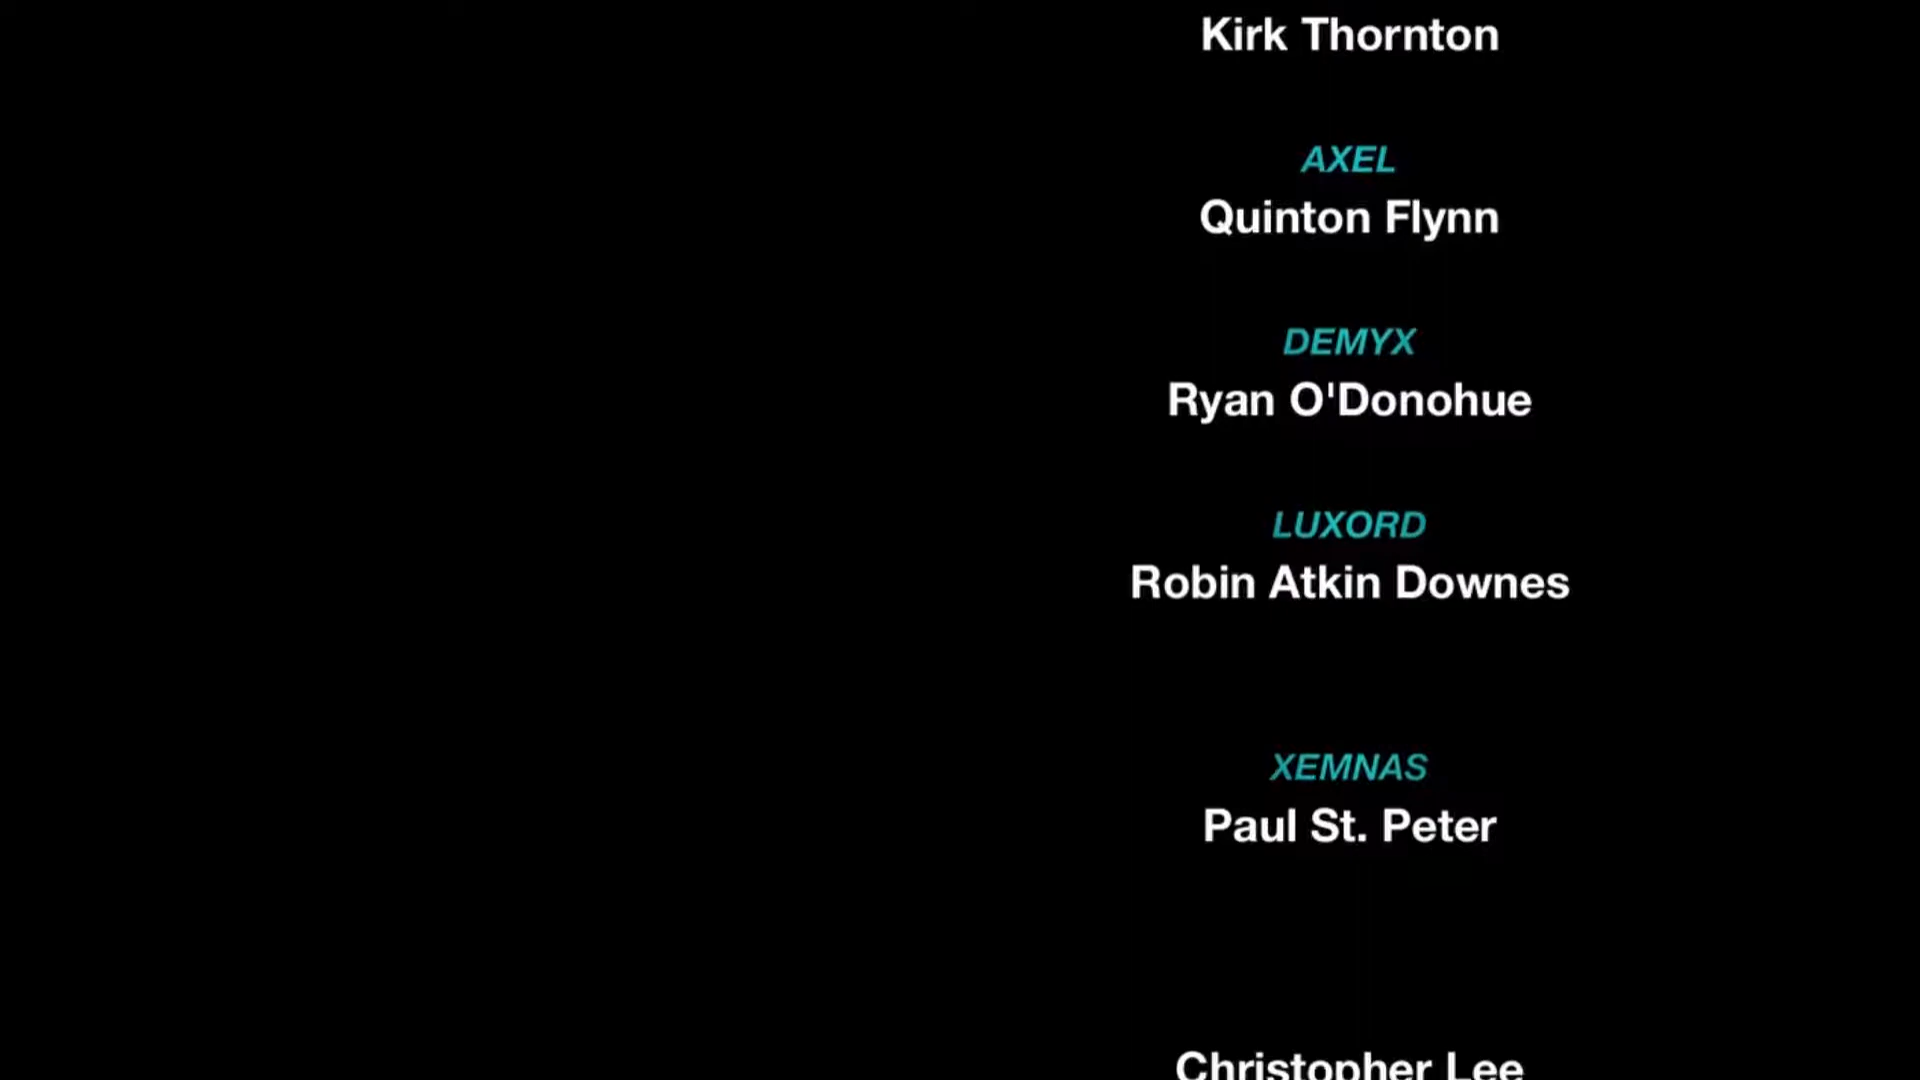 Kirk Thornton
AXEL
Quinton Flynn
DEMYX
Ryan O'Donohue
LUXORD
Robin Atkin Downes
XEMNAS
Paul St. Peter
Christopher Lee